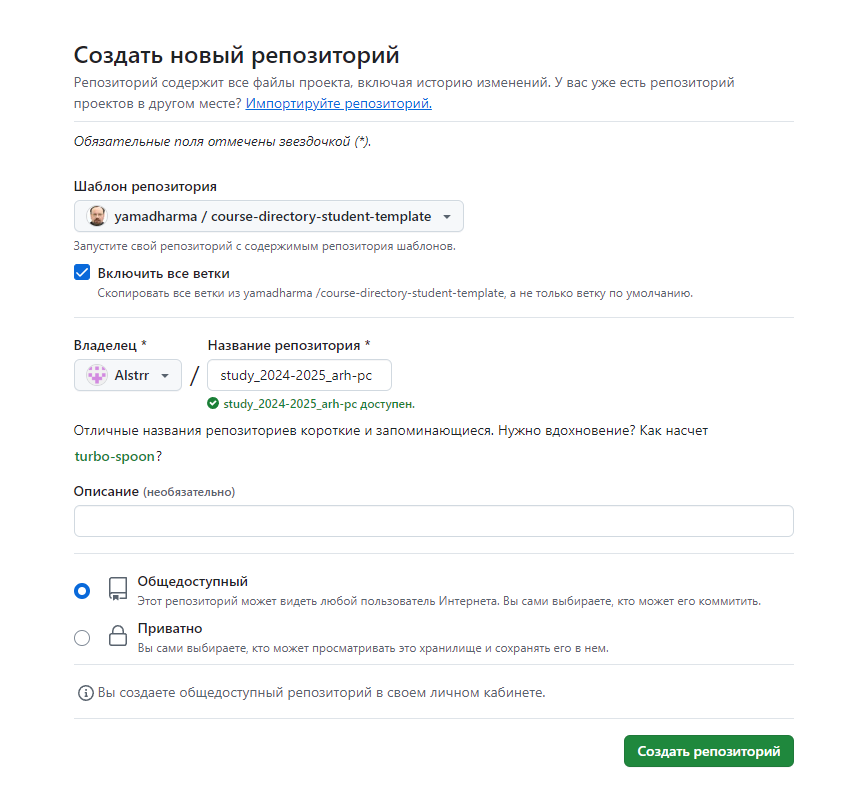 Создать новый репозиторий
Репозиторий содержит все файлы проекта, включая историю изменений. У вас уже есть репозиторий
проектов в другом месте? Импортируйте репозиторий.
Обязательные поля отмечены звездочкой (*).
Шаблон репозитория
yamadharma / course-directory-student-template
Запустите свой репозиторий с содержимым репозитория шаблонов.
Включить все ветки
Скопировать все ветки из yamadharma /course-directory-student-template, а не только ветку по умолчанию.
Владелец * Название репозитория *
Alstrr / study_2024-2025_arh-pc
study_2024-2025_arh-pc доступен.
Отличные названия репозиториев короткие и запоминающиеся. Нужно вдохновение? Как насчет
turbo-spoon?
Описание (необязательно)
Общедоступный
Этот репозиторий может видеть любой пользователь Интернета. Вы сами выбираете, кто может его коммитить.
Приватно
Вы сами выбираете, кто может просматривать это хранилище и сохранять его в нем.
Вы создаете общедоступный репозиторий в своем личном кабинете.
Создать репозиторий